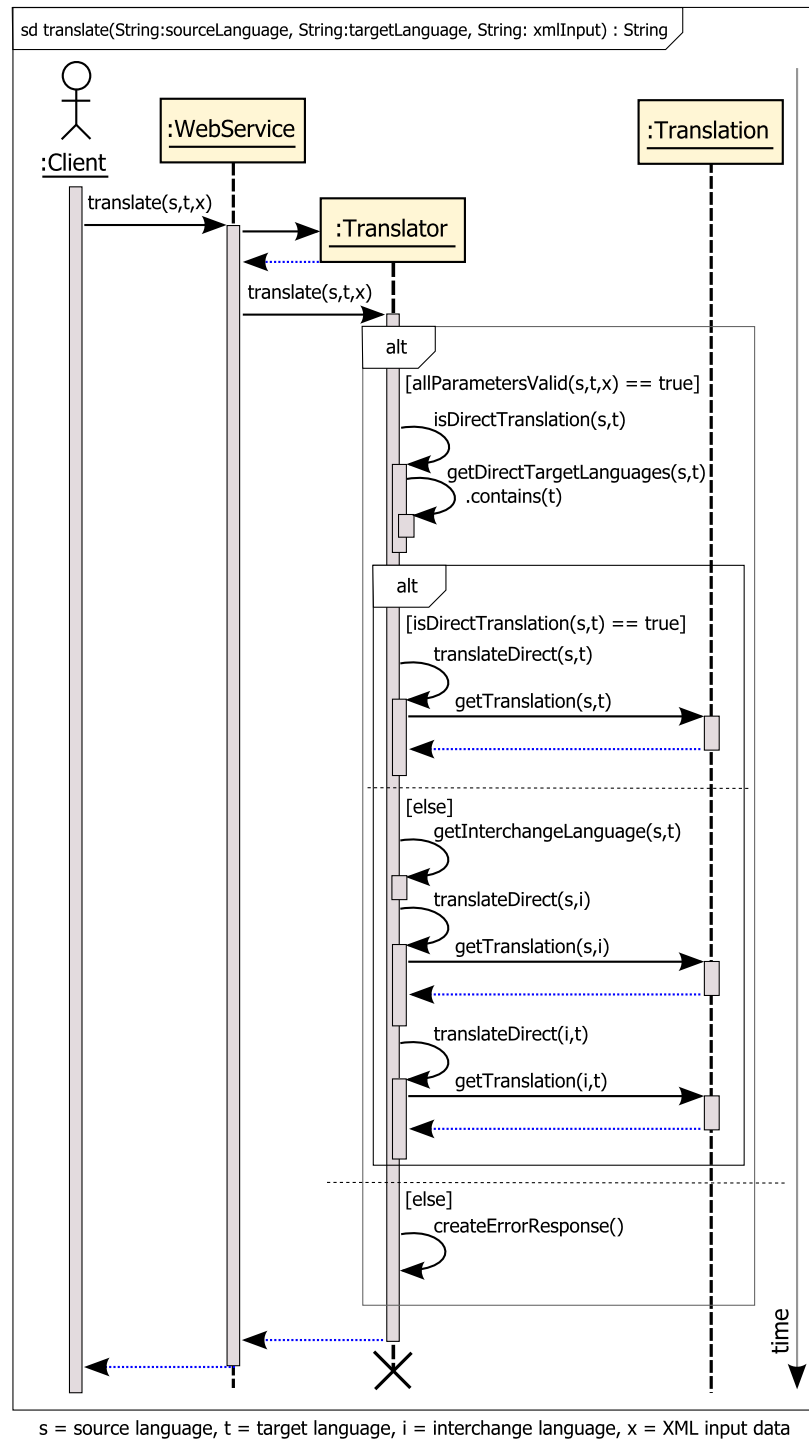 sd translate(String:sourceLanguage, String:targetLanguage, String: xmlInput) : String
:Client
:WebService
:Translation
translate(s,t,x)
:Translator
translate(s,t,x)
alt
[allParametersValid(s,t,x) == true]
isDirectTranslation(s,t)
getDirectTargetLanguages(s,t)
.contains(t)
alt
[isDirectTranslation(s,t) == true]
translateDirect(s,t)
getTranslation(s,t)
[else]
getInterchangeLanguage(s,t)
translateDirect(s,i)
getTranslation(s,i)
translateDirect(i,t)
getTranslation(i,t)
[else]
createErrorResponse()
time
s = source language, t = target language, i = interchange language, x = XML input data